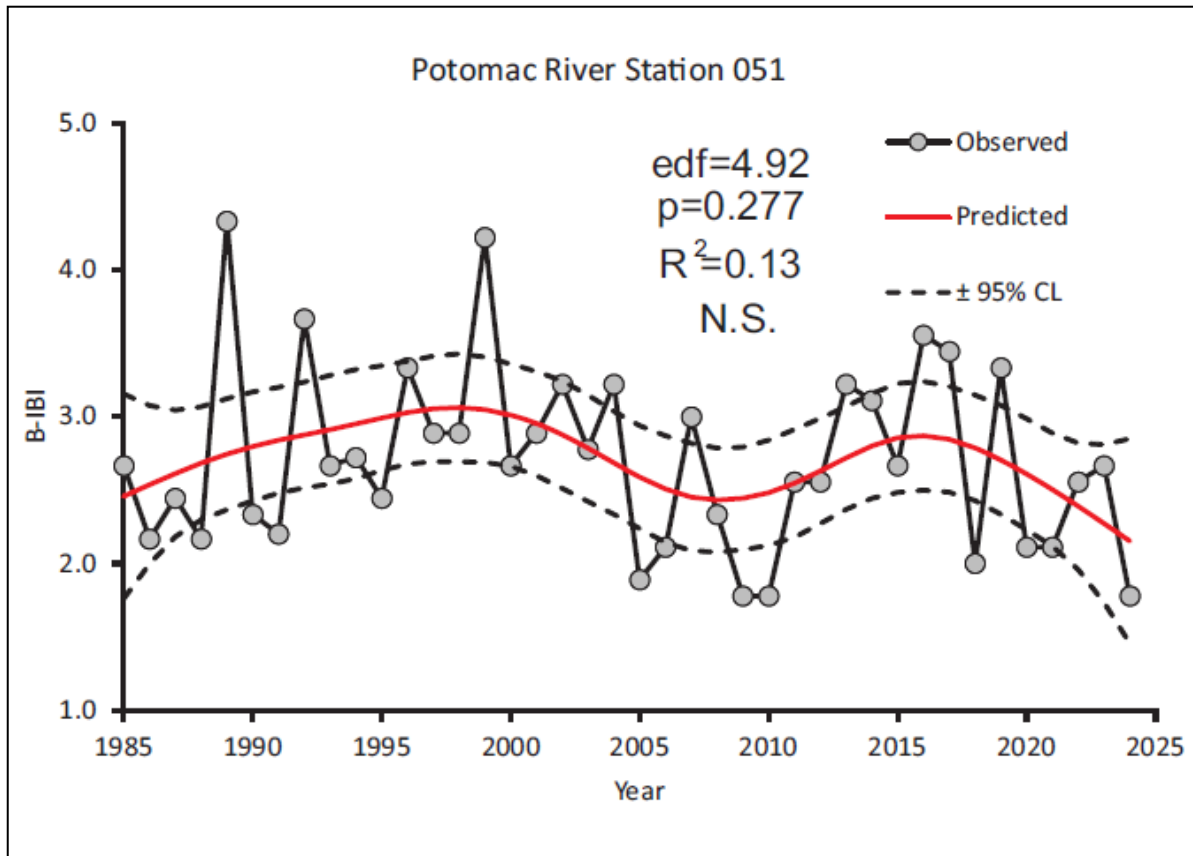 Potomac River Station 051
5.0
4.0
3.0
2.0
1.0
B-IBI
edf=4.92
p=0.277
R²=0.13
N.S.
Observed
Predicted
± 95% CL
1985 1990 1995 2000 2005 2010 2015 2020 2025
Year